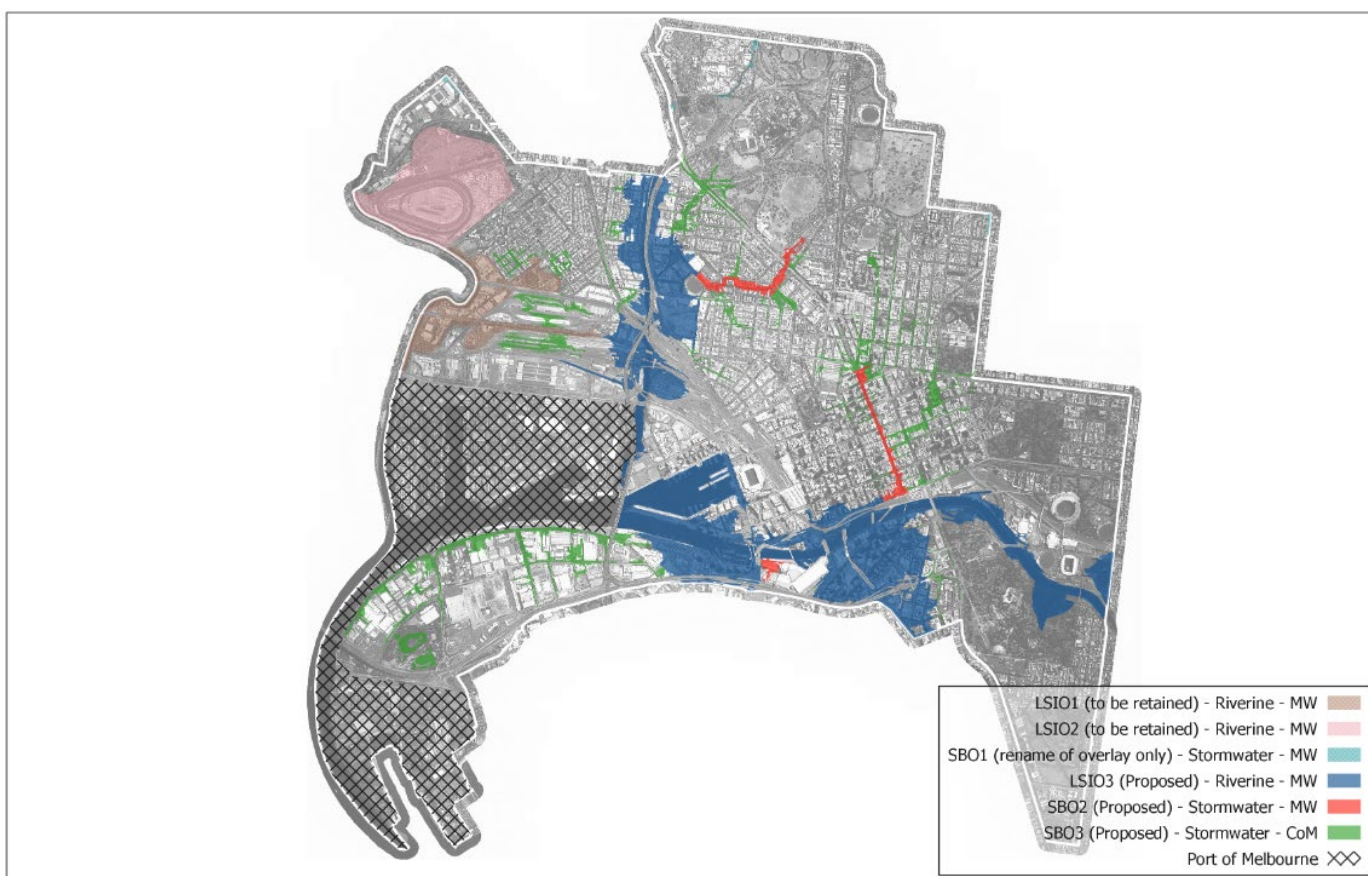 LSIO1 (to be retained) - Riverine - MW
LSIO2 (to be retained) - Riverine - MW
SBO1 (rename of overlay only) - Stormwater - MW
LSIO3 (Proposed) - Riverine - MW
SBO2 (Proposed) - Stormwater - MW
SBO3 (Proposed) - Stormwater - CoM
Port of Melbourne